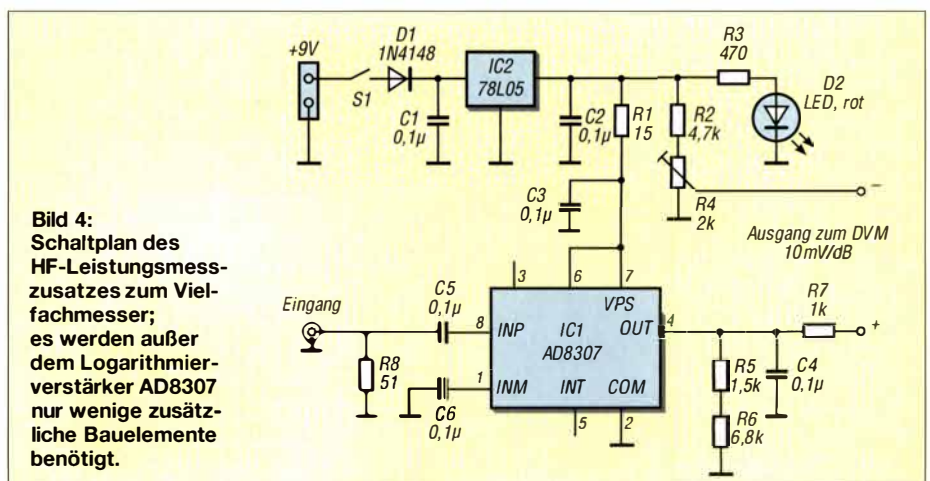 +9V
S1
D1
1N4148
C1
0,1µ
IC2
78L05
C2
0,1µ
R1
15
R2
4,7k
R3
470
D2
LED, rot
C3
0,1µ
R4
2k
–
Ausgang zum DVM
10mV/dB
Bild 4:
Schaltplan des
HF-Leistungsmess-
zusatzes zum Viel-
fachmesser;
es werden außer
dem Logarithmier-
verstärker AD8307
nur wenige zusätz-
liche Bauelemente
benötigt.
Eingang
R8
51
C5
0,1µ
C6
0,1µ
3
6
7
VPS
8
INP
IC1
AD8307
OUT
4
1
INM
INT
COM
5
2
R5
1,5k
R6
6,8k
C4
0,1µ
R7
1k
+